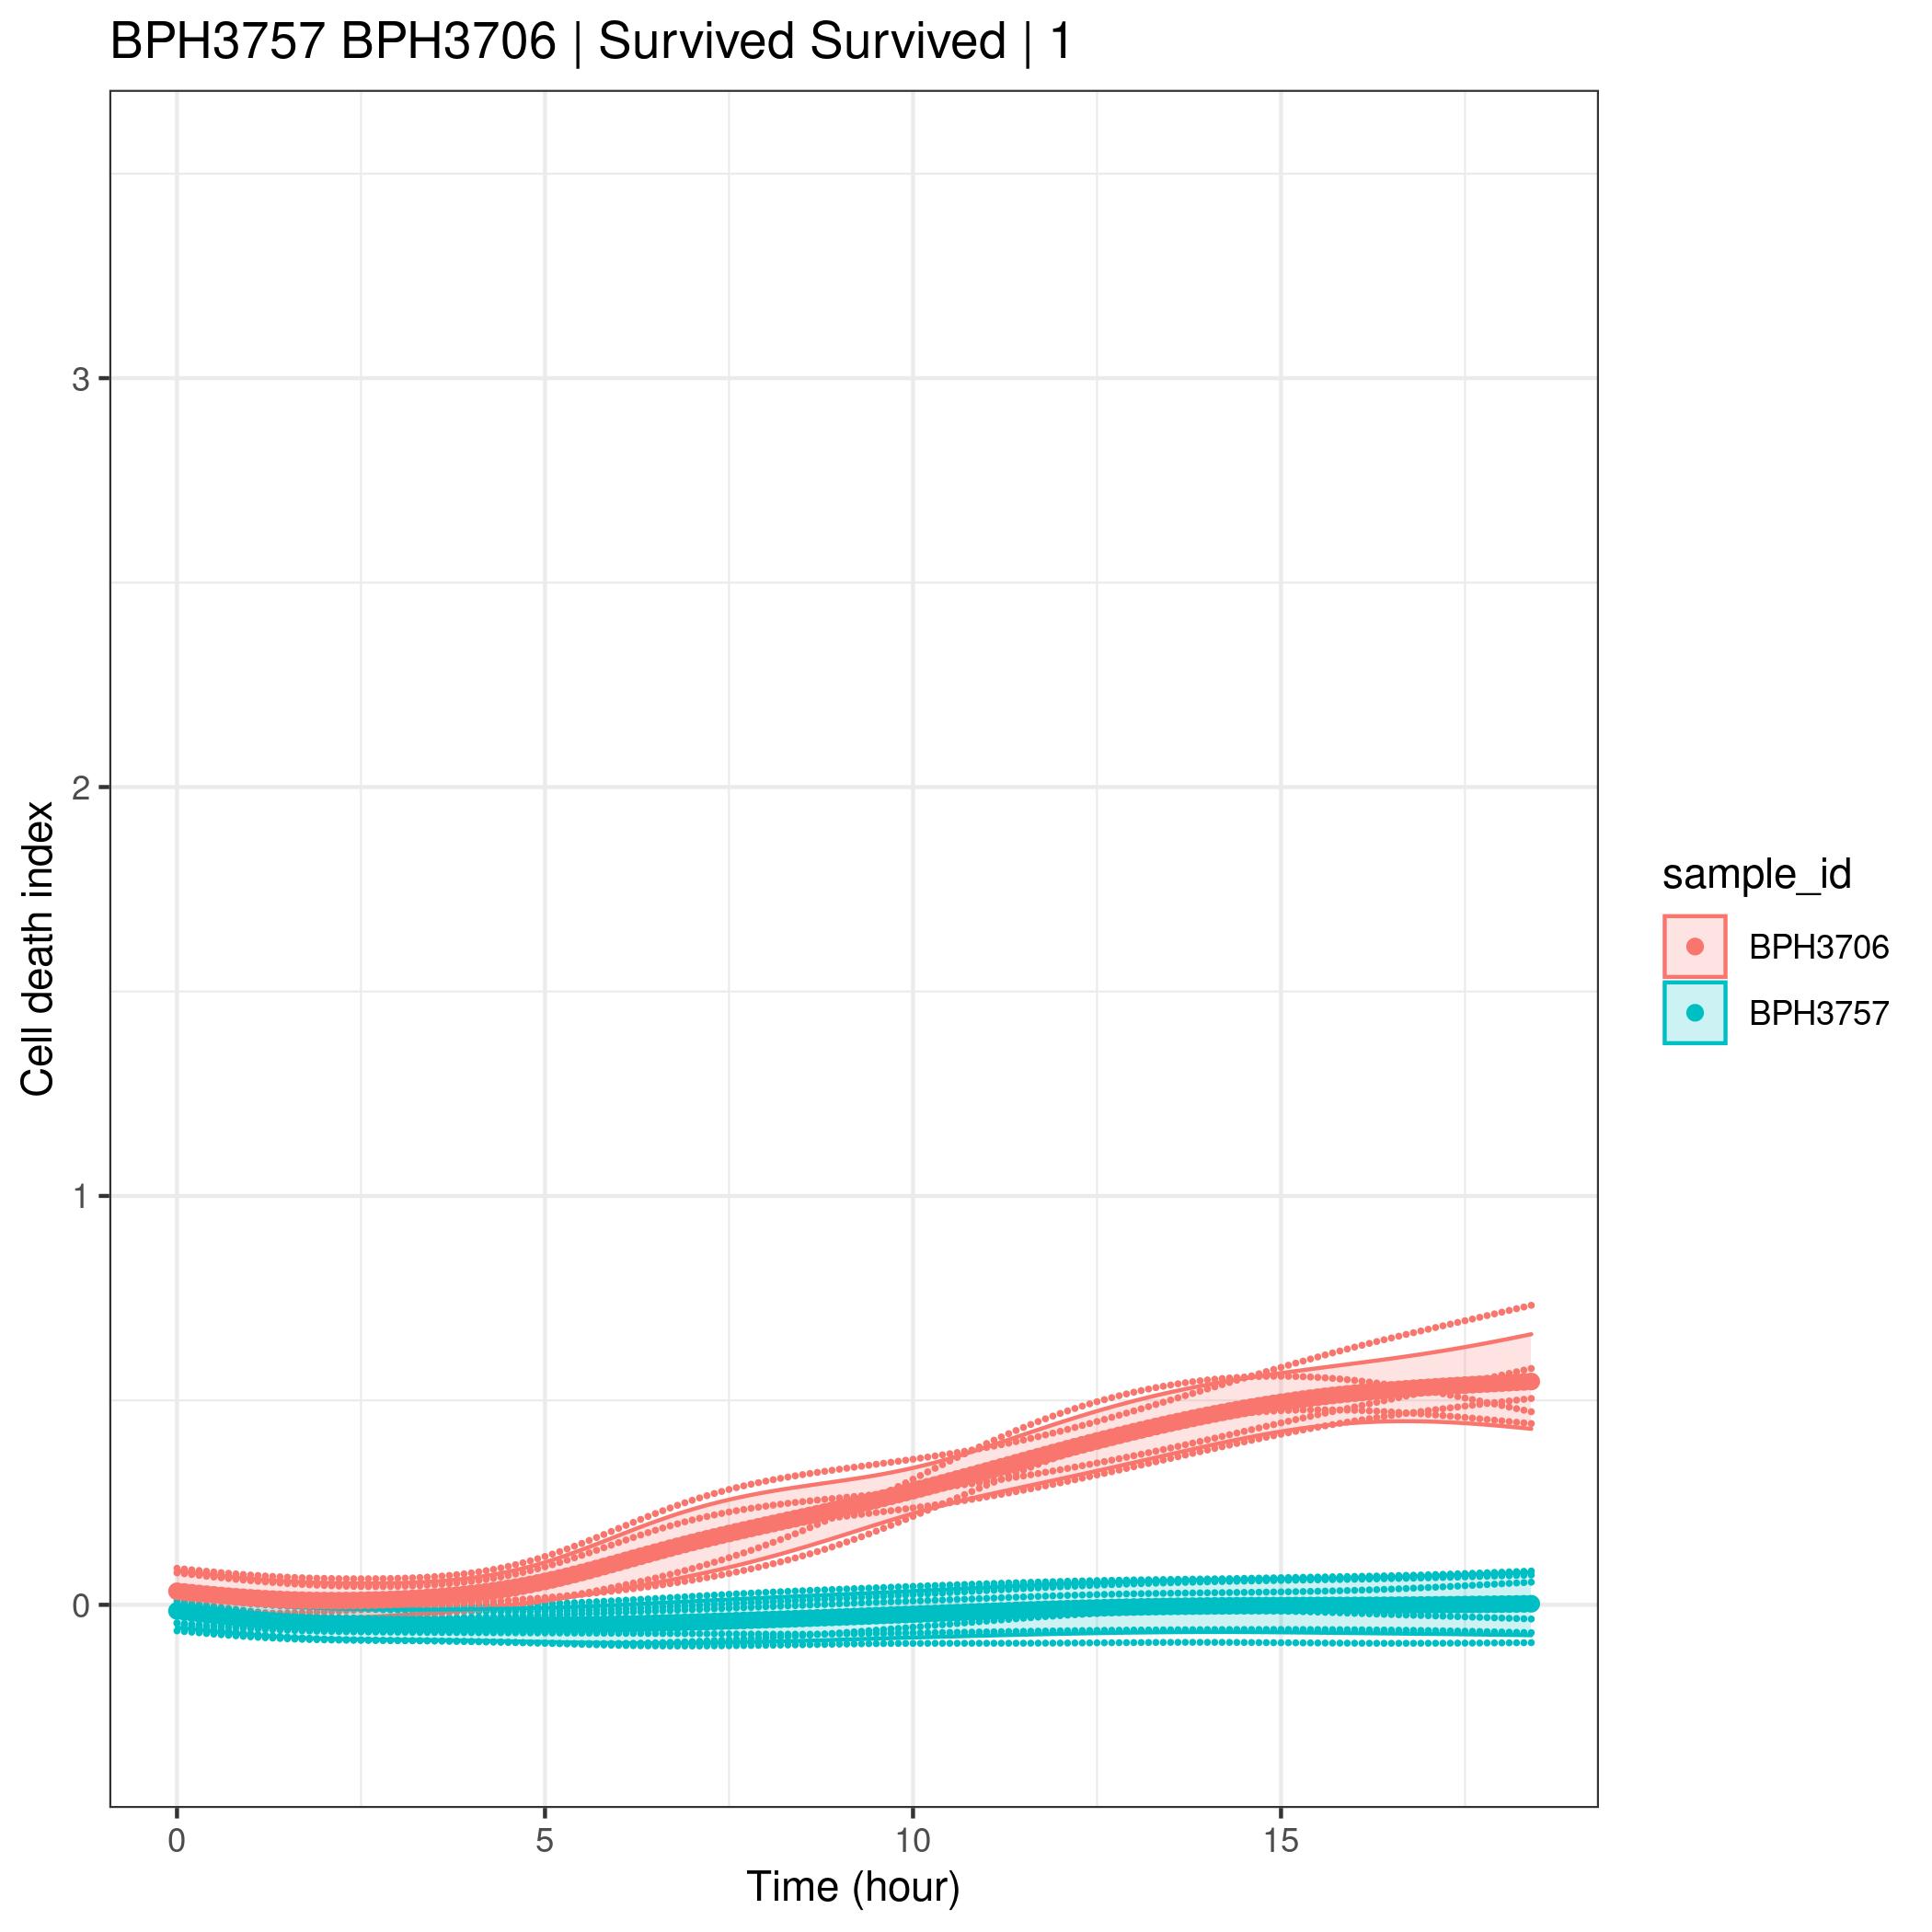 BPH3757 BPH3706 | Survived Survived | 1
3
2
1
0
Cell death index
0 5 10 15
Time (hour)
sample_id
BPH3706
BPH3757